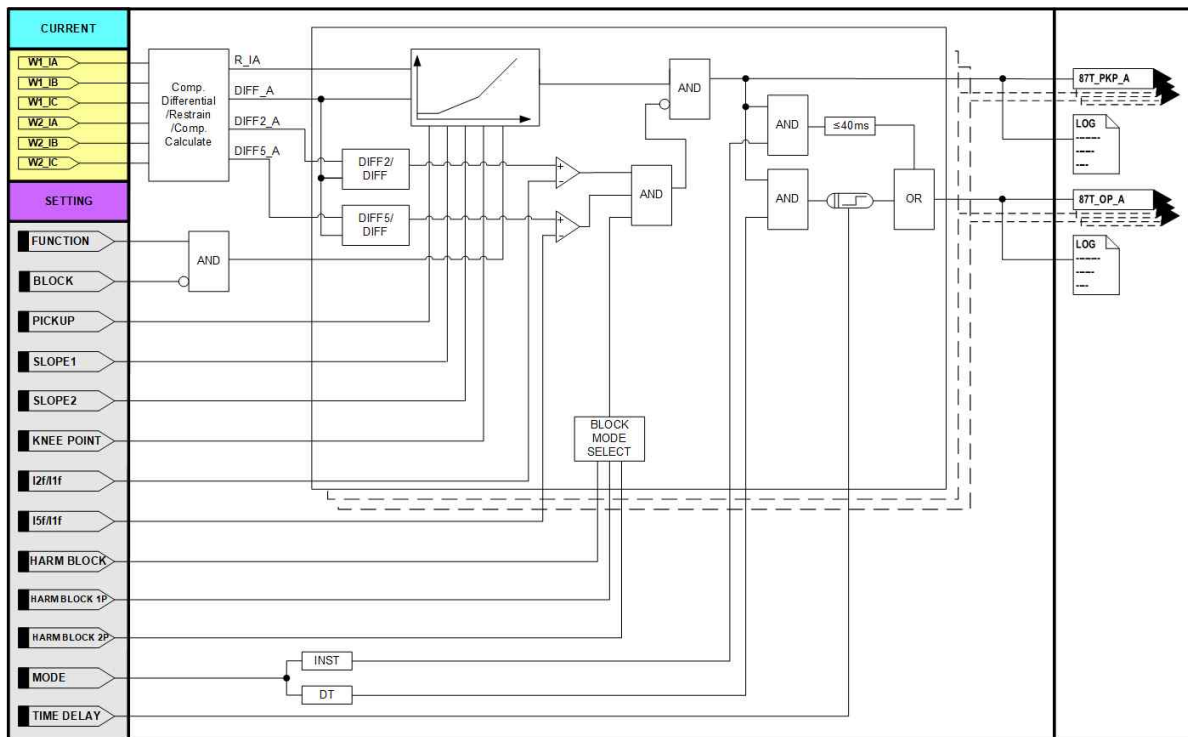 CURRENT
W1_IA
W1_IB
W1_IC
W2_IA
W2_IB
W2_IC
SETTING
FUNCTION
BLOCK
PICKUP
SLOPE1
SLOPE2
KNEE POINT
I2f/I1f
I5f/I1f
HARM BLOCK
HARM BLOCK 1P
HARM BLOCK 2P
MODE
TIME DELAY
Comp.
Differential
/Restrain
/Comp.
Calculate
R_IA
DIFF_A
DIFF2_A
DIFF5_A
AND
DIFF2/
DIFF
DIFF5/
DIFF
+
−
+
−
AND
AND
BLOCK
MODE
SELECT
INST
DT
AND
AND
≤40ms
OR
87T_PKP_A
LOG
87T_OP_A
LOG